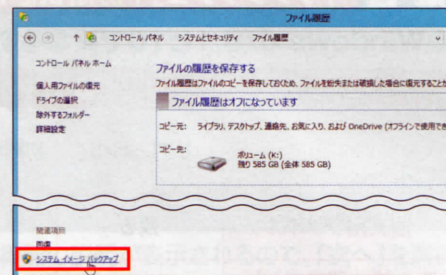 ファイル履歴
コントロール パネル システムとセキュリティ ファイル履歴
コントロール パネル ホーム
個人用ファイルの復元
ドライブの選択
除外するフォルダー
詳細設定
ファイルの履歴を保存する
ファイル履歴はファイルのコピーを保存しておくため、ファイルを紛失または破損した場合に復元することが
ファイル履歴はオフになっています
コピー元: ライブラリ、デスクトップ、連絡先、お気に入り、および OneDrive (オフラインで使用でき
コピー先:
ボリューム (K:)
残り 585 GB (全体 585 GB)
関連項目
回復
システム イメージ バックアップ